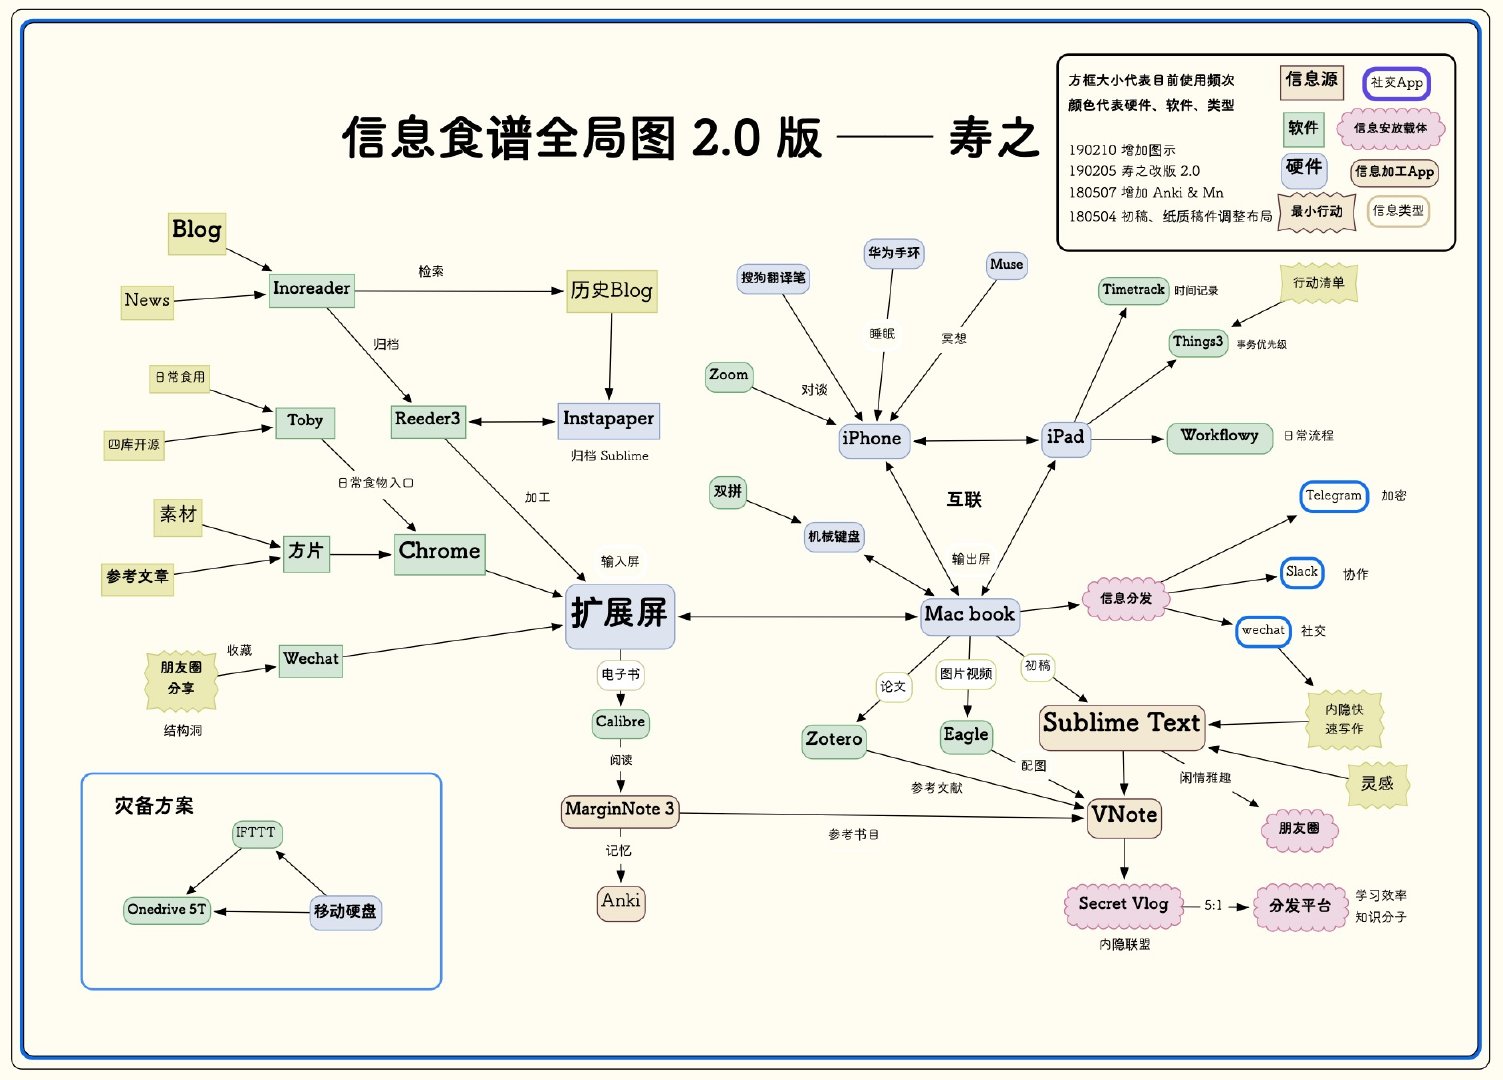 信息食谱全局图 2.0 版 —— 寿之
方框大小代表目前使用频次
颜色代表硬件、软件、类型
190210 增加图示
190205 寿之改版 2.0
180507 增加 Anki & Mn
180504 初稿、纸质稿件调整布局
信息源
社交App
软件
信息安放载体
硬件
信息加工App
最小行动
信息类型
Blog
News
Inoreader
检索
历史Blog
归档
日常食用
四库开源
Toby
Reeder3
Instapaper
归档 Sublime
日常食物入口
加工
素材
参考文章
方片
Chrome
输入屏
扩展屏
朋友圈
分享
收藏
Wechat
结构洞
电子书
Calibre
阅读
MarginNote 3
记忆
Anki
参考书目
灾备方案
IFTTT
Onedrive 5T
移动硬盘
搜狗翻译笔
华为手环
Muse
睡眠
冥想
Zoom
对谈
iPhone
iPad
Timetrack
时间记录
行动清单
Things3
事务优先级
Workflowy
日常流程
双拼
机械键盘
互联
输出屏
Mac book
信息分发
Telegram
加密
Slack
协作
wechat
社交
论文
图片视频
初稿
Zotero
Eagle
Sublime Text
内隐快
速写作
灵感
配图
参考文献
闲情雅趣
VNote
朋友圈
Secret Vlog
5:1
分发平台
学习效率
知识分子
内隐联盟